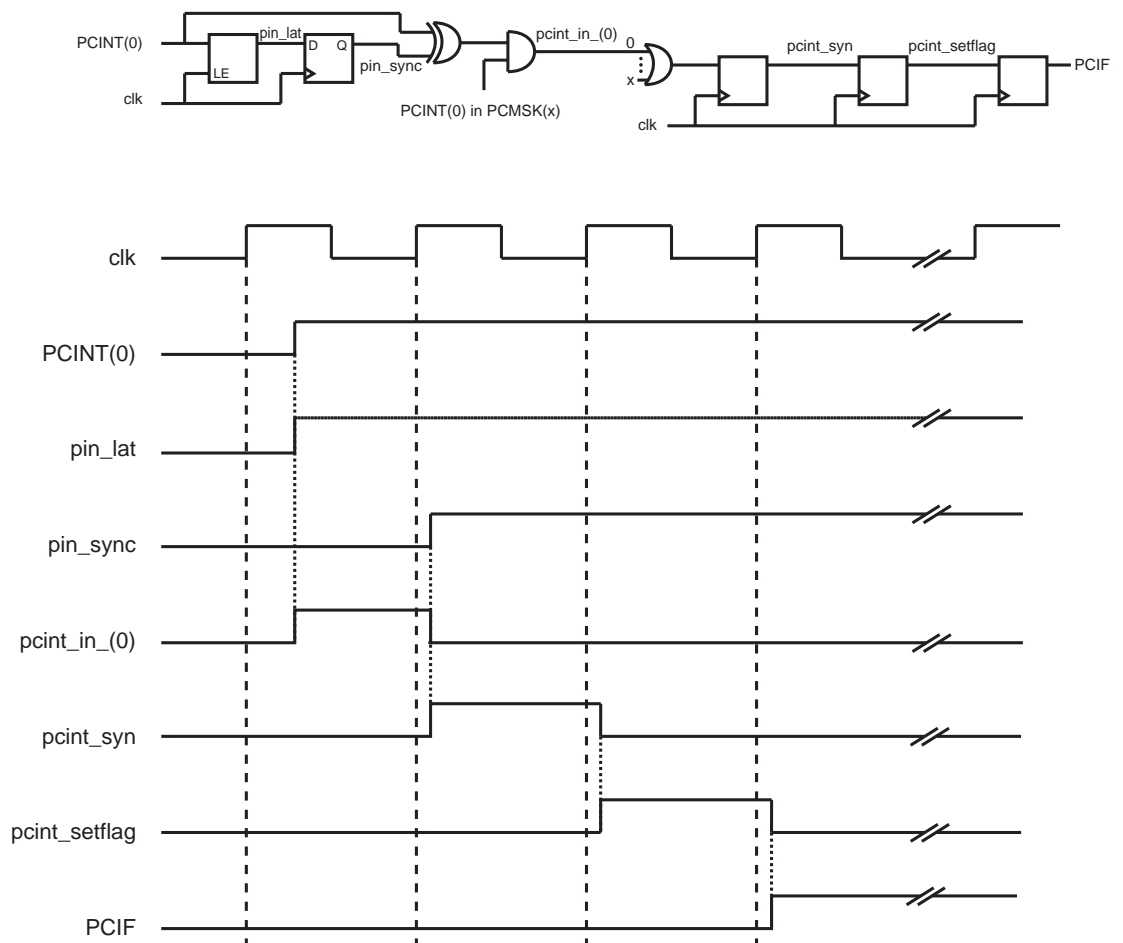 PCINT(0)
pin_lat
D Q
LE
pin_sync
clk
pcint_in_(0)
0
x
PCINT(0) in PCMSK(x)
pcint_syn
pcint_setflag
PCIF
clk
clk
PCINT(0)
pin_lat
pin_sync
pcint_in_(0)
pcint_syn
pcint_setflag
PCIF